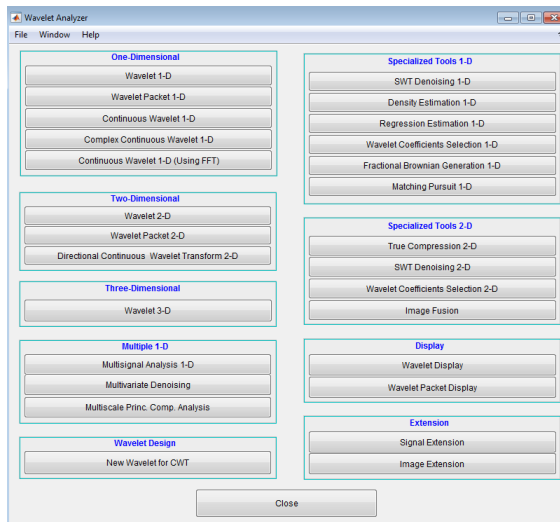 Wavelet Analyzer
File Window Help
One-Dimensional
Wavelet 1-D
Wavelet Packet 1-D
Continuous Wavelet 1-D
Complex Continuous Wavelet 1-D
Continuous Wavelet 1-D (Using FFT)
Two-Dimensional
Wavelet 2-D
Wavelet Packet 2-D
Directional Continuous Wavelet Transform 2-D
Three-Dimensional
Wavelet 3-D
Multiple 1-D
Multisignal Analysis 1-D
Multivariate Denoising
Multiscale Princ. Comp. Analysis
Wavelet Design
New Wavelet for CWT
Specialized Tools 1-D
SWT Denoising 1-D
Density Estimation 1-D
Regression Estimation 1-D
Wavelet Coefficients Selection 1-D
Fractional Brownian Generation 1-D
Matching Pursuit 1-D
Specialized Tools 2-D
True Compression 2-D
SWT Denoising 2-D
Wavelet Coefficients Selection 2-D
Image Fusion
Display
Wavelet Display
Wavelet Packet Display
Extension
Signal Extension
Image Extension
Close